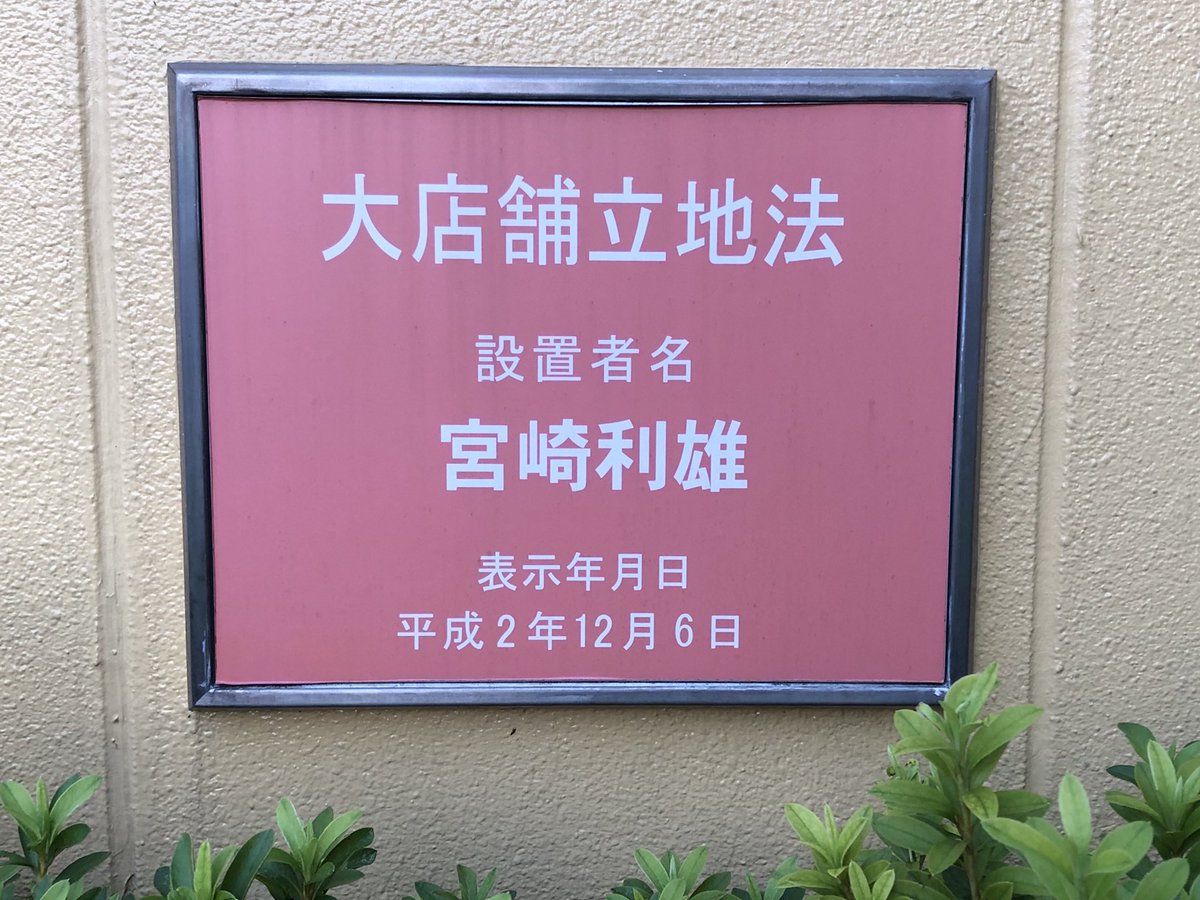 大店舗立地法
設置者名
宮崎利雄
表示年月日
平成2年12月6日